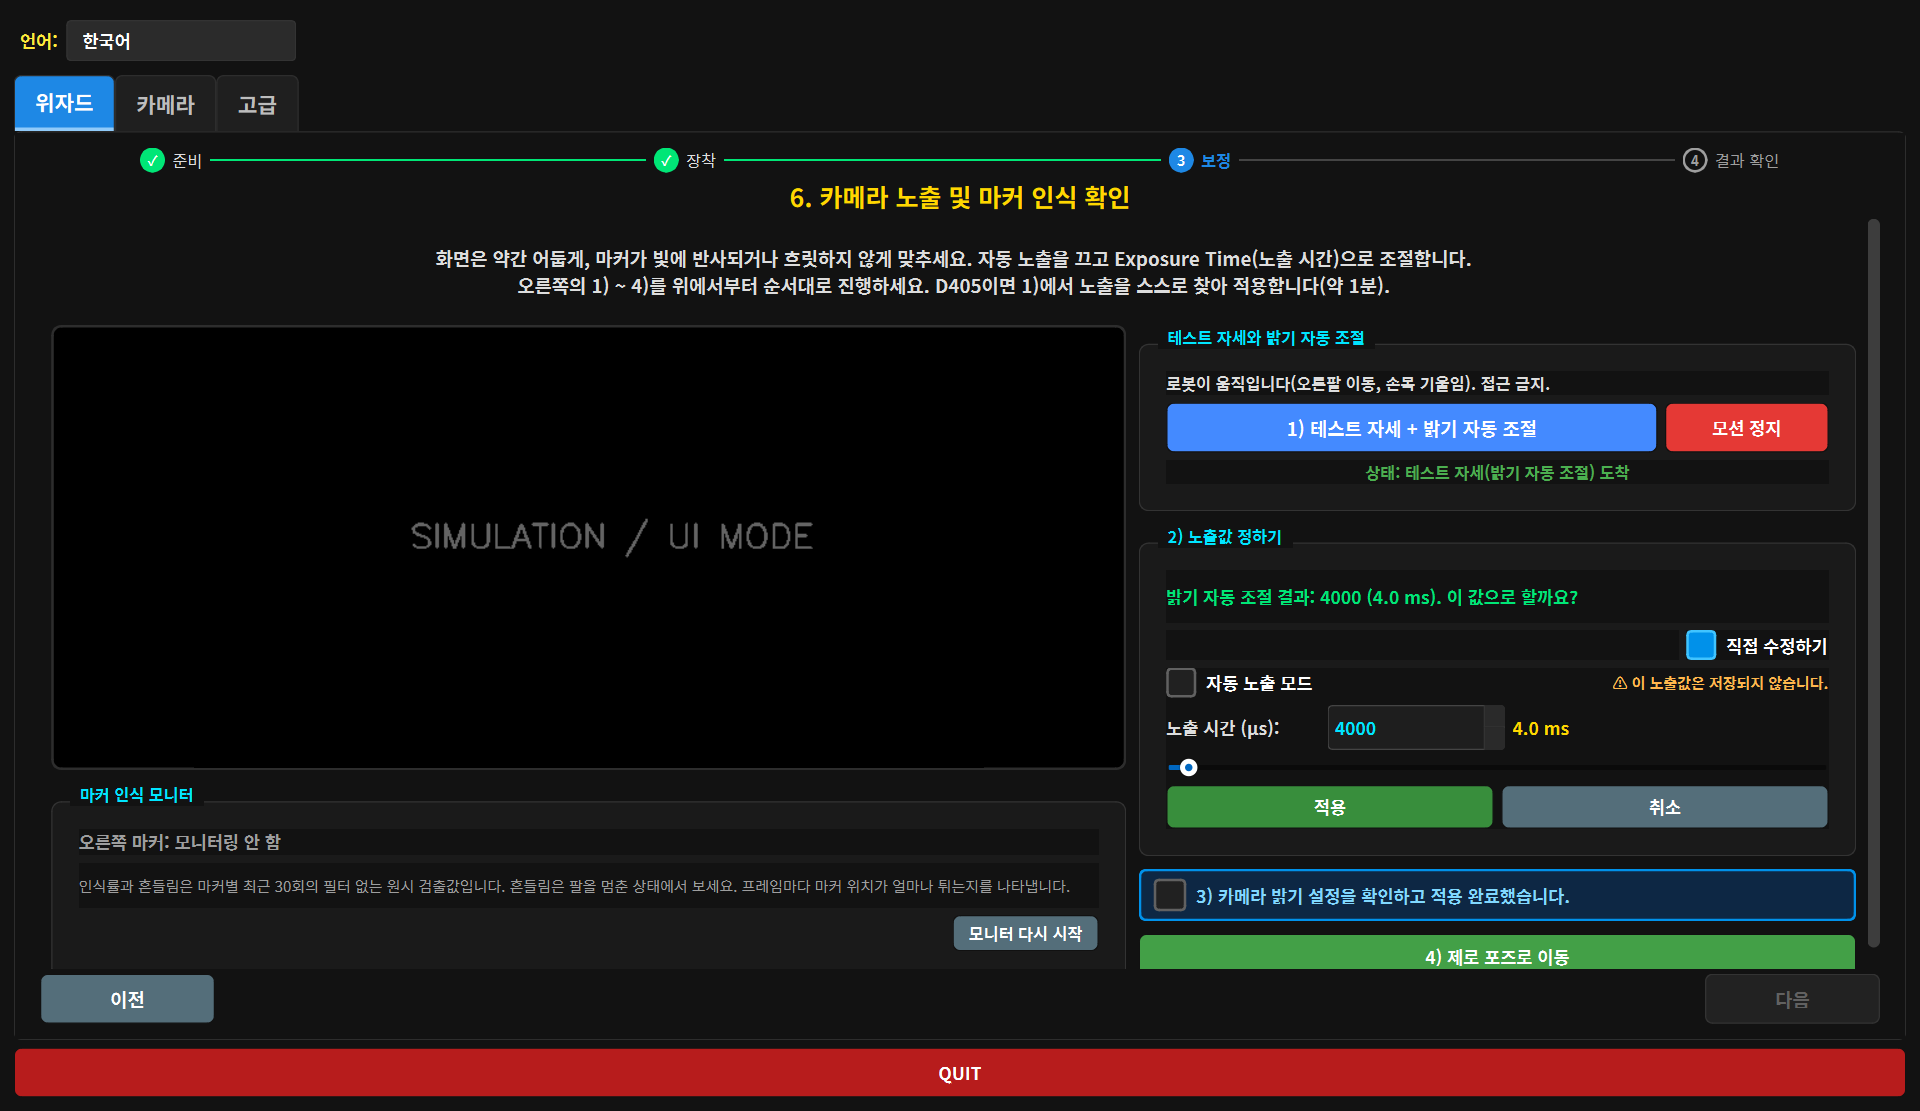 언어: 한국어
위자드 카메라 고급
✓ 준비 ✓ 장착 3 보정 4 결과 확인
6. 카메라 노출 및 마커 인식 확인
화면은 약간 어둡게, 마커가 빛에 반사되거나 흐릿하지 않게 맞추세요. 자동 노출을 끄고 Exposure Time(노출 시간)으로 조절합니다.
오른쪽의 1) ~ 4)를 위에서부터 순서대로 진행하세요. D405이면 1)에서 노출을 스스로 찾아 적용합니다(약 1분).
SIMULATION / UI MODE
마커 인식 모니터
오른쪽 마커: 모니터링 안 함
인식률과 흔들림은 마커별 최근 30회의 필터 없는 원시 검출값입니다. 흔들림은 팔을 멈춘 상태에서 보세요. 프레임마다 마커 위치가 얼마나 튀는지를 나타냅니다.
모니터 다시 시작
테스트 자세와 밝기 자동 조절
로봇이 움직입니다(오른팔 이동, 손목 기울임). 접근 금지.
1) 테스트 자세 + 밝기 자동 조절 모션 정지
상태: 테스트 자세(밝기 자동 조절) 도착
2) 노출값 정하기
밝기 자동 조절 결과: 4000 (4.0 ms). 이 값으로 할까요?
직접 수정하기
자동 노출 모드 ⚠ 이 노출값은 저장되지 않습니다.
노출 시간 (µs): 4000 4.0 ms
적용 취소
3) 카메라 밝기 설정을 확인하고 적용 완료했습니다.
4) 제로 포즈로 이동
이전 다음
QUIT